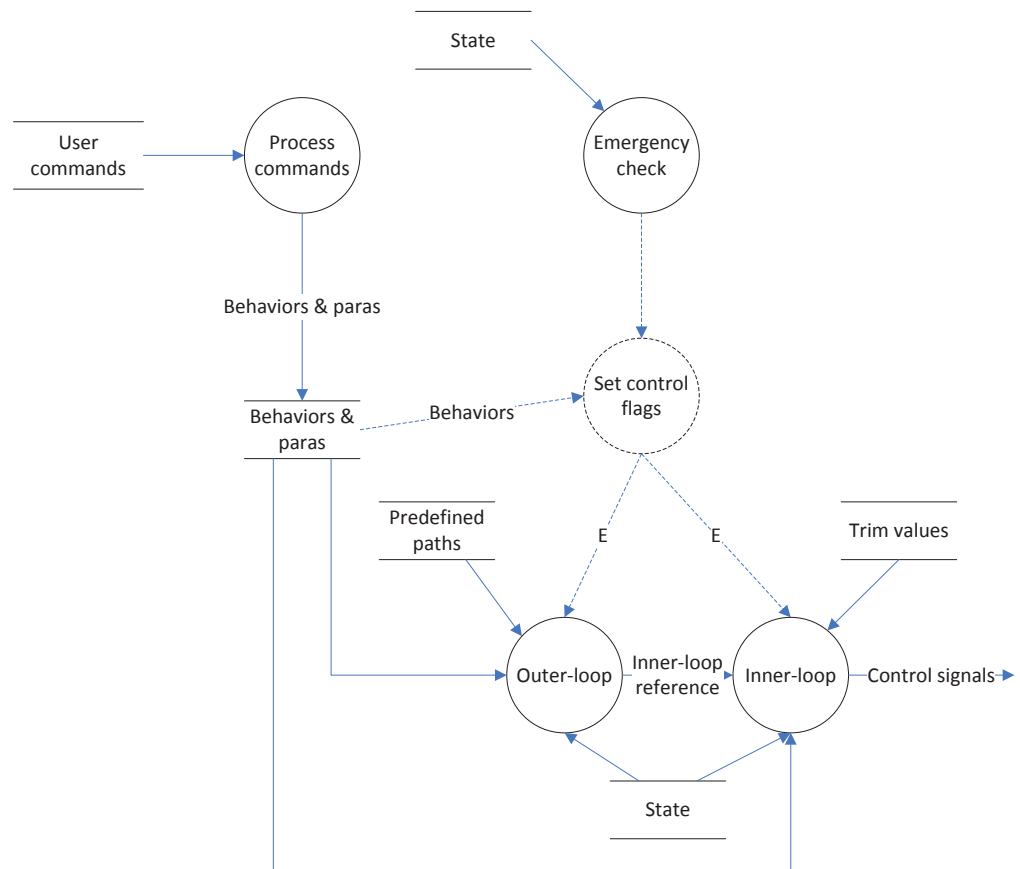 State
User
commands
Process
commands
Emergency
check
Behaviors & paras
Set control
flags
Behaviors &
paras
Behaviors
Predefined
paths
E
E
Trim values
Outer-loop
Inner-loop
reference
Inner-loop
Control signals
State